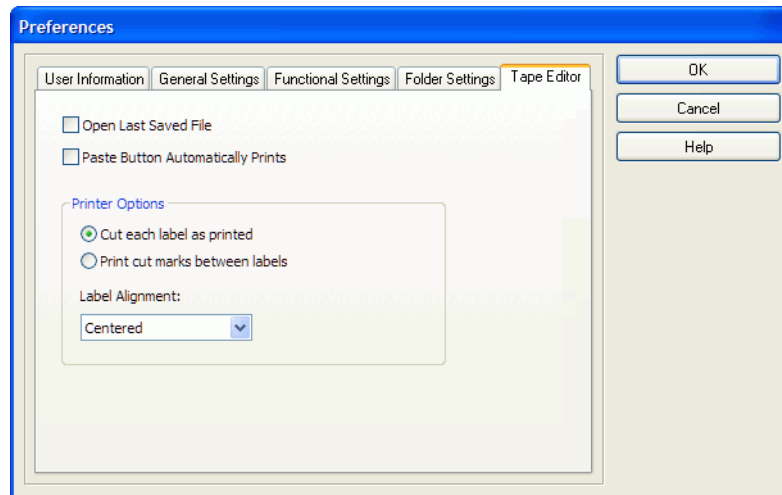 Preferences
User Information General Settings Functional Settings Folder Settings Tape Editor
OK
Cancel
Help
Open Last Saved File
Paste Button Automatically Prints
Printer Options
Cut each label as printed
Print cut marks between labels
Label Alignment:
Centered